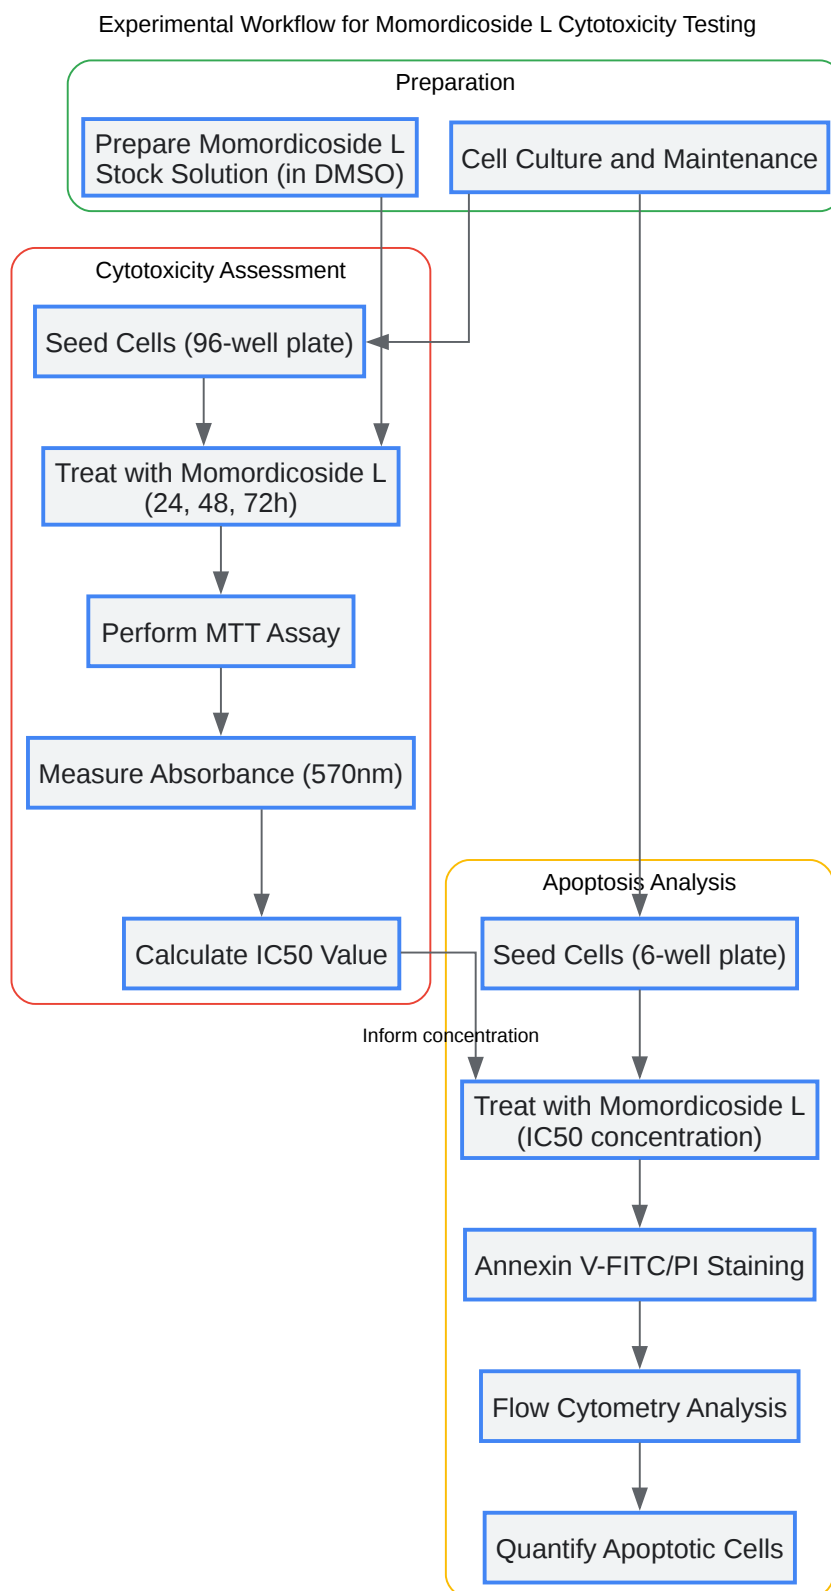 Experimental Workflow for Momordicoside L Cytotoxicity Testing
Preparation
Prepare Momordicoside L
Stock Solution (in DMSO)
Cell Culture and Maintenance
Cytotoxicity Assessment
Seed Cells (96-well plate)
Treat with Momordicoside L
(24, 48, 72h)
Perform MTT Assay
Measure Absorbance (570nm)
Calculate IC50 Value
Inform concentration
Apoptosis Analysis
Seed Cells (6-well plate)
Treat with Momordicoside L
(IC50 concentration)
Annexin V-FITC/PI Staining
Flow Cytometry Analysis
Quantify Apoptotic Cells